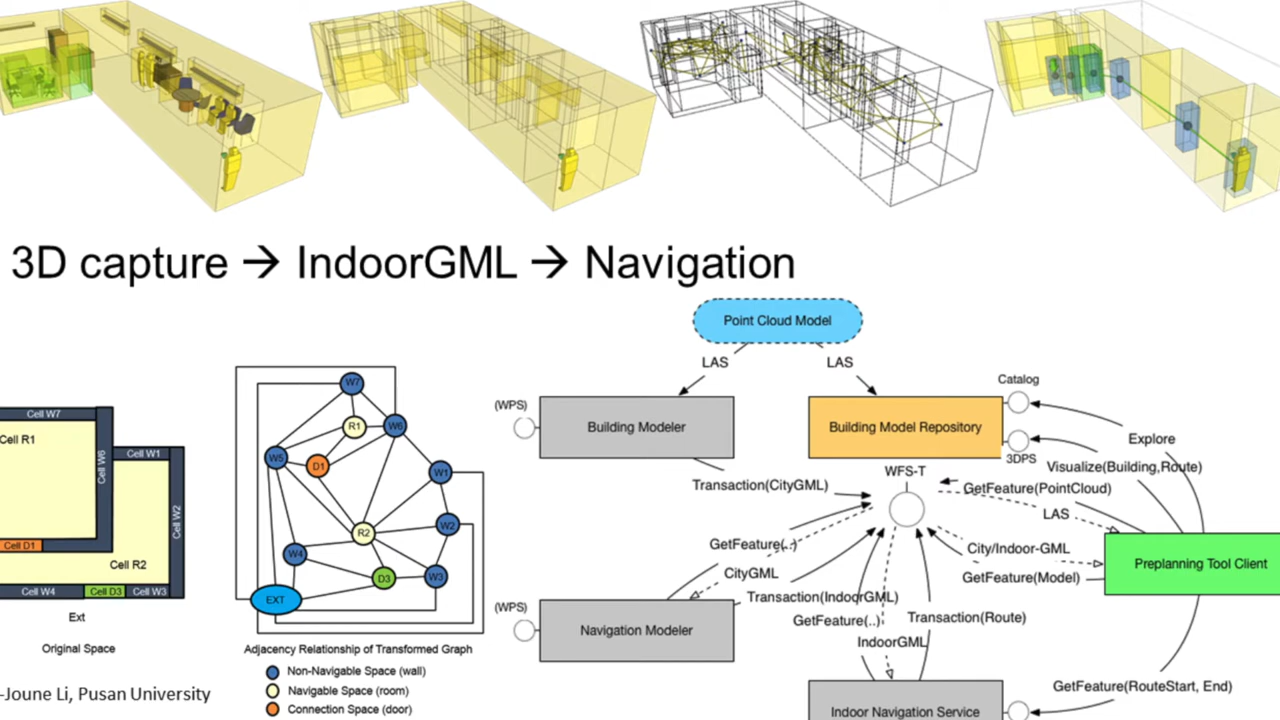 3D capture → IndoorGML → Navigation
Point Cloud Model
LAS
LAS
Catalog
(WPS)
Building Modeler
Building Model Repository
3DPS
Explore
Visualize(Building,Route)
WFS-T
Transaction(CityGML)
GetFeature(PointCloud)
LAS
GetFeature(..)
City/Indoor-GML
Preplanning Tool Client
CityGML
GetFeature(Model)
Transaction(IndoorGML)
(WPS)
Navigation Modeler
GetFeature(..)
Transaction(Route)
IndoorGML
GetFeature(RouteStart, End)
Indoor Navigation Service
Cell W7
Cell R1
Cell W6
Cell W1
Cell W2
Cell D1
Cell R2
Cell W4
Cell D3
Cell W3
Ext
Original Space
W7
R1
W6
W5
D1
W1
W2
R2
W4
D3
W3
EXT
Adjacency Relationship of Transformed Graph
Non-Navigable Space (wall)
Navigable Space (room)
Connection Space (door)
-Joune Li, Pusan University